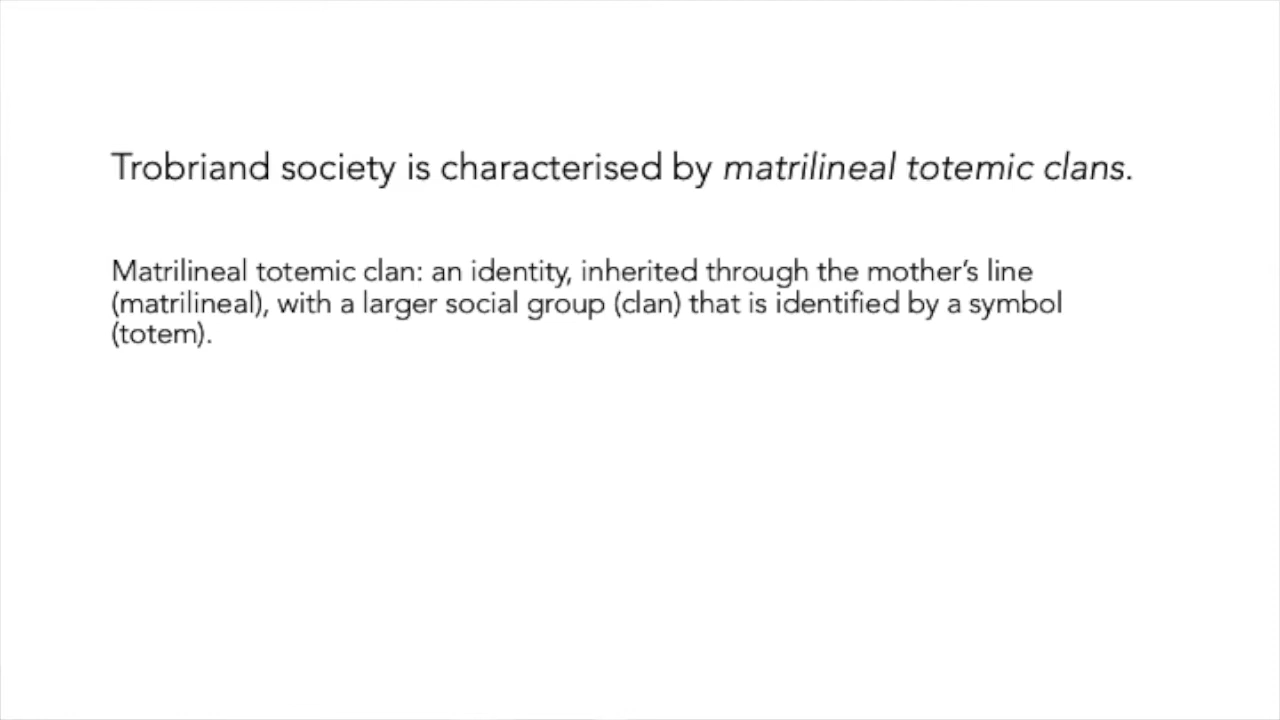 Trobriand society is characterised by matrilineal totemic clans.
Matrilineal totemic clan: an identity, inherited through the mother's line
(matrilineal), with a larger social group (clan) that is identified by a symbol
(totem).